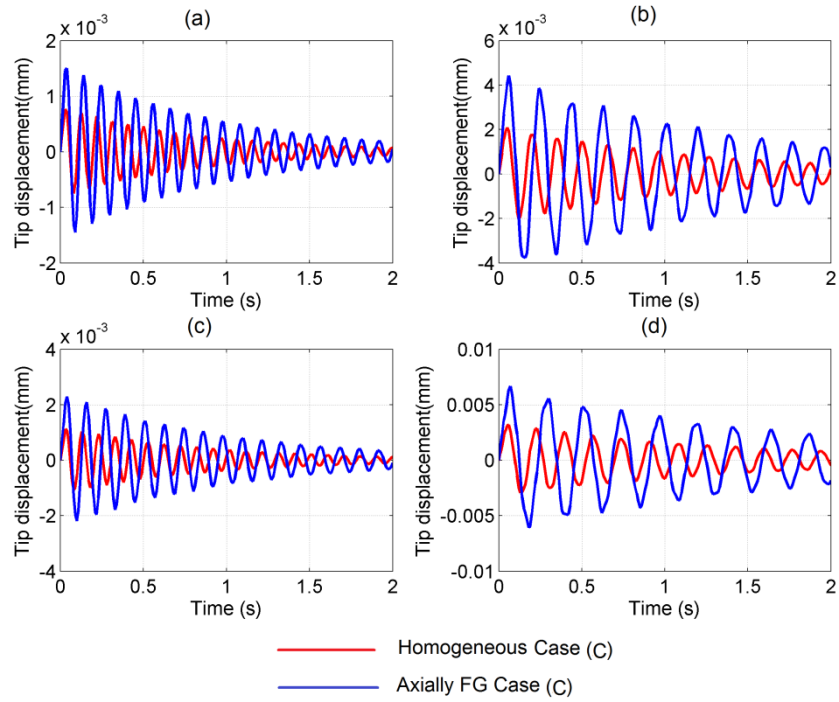 (a)
x 10^-3
2
1
0
-1
-2
Tip displacement(mm)
0 0.5 1 1.5 2
Time (s)
(b)
x 10^-3
6
4
2
0
-2
-4
Tip displacement(mm)
0 0.5 1 1.5 2
Time (s)
(c)
x 10^-3
4
2
0
-2
-4
Tip displacement(mm)
0 0.5 1 1.5 2
Time (s)
(d)
0.01
0.005
0
-0.005
-0.01
Tip displacement(mm)
0 0.5 1 1.5 2
Time (s)
Homogeneous Case (C)
Axially FG Case (C)